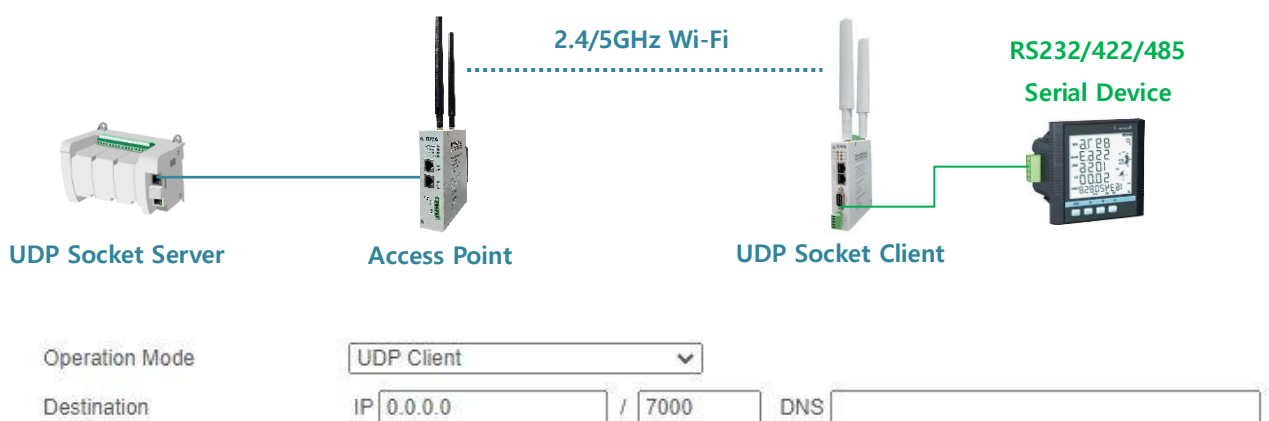 2.4/5GHz Wi-Fi
RS232/422/485
Serial Device
UDP Socket Server
Access Point
UDP Socket Client
Operation Mode
UDP Client
Destination
IP 0.0.0.0 / 7000 DNS